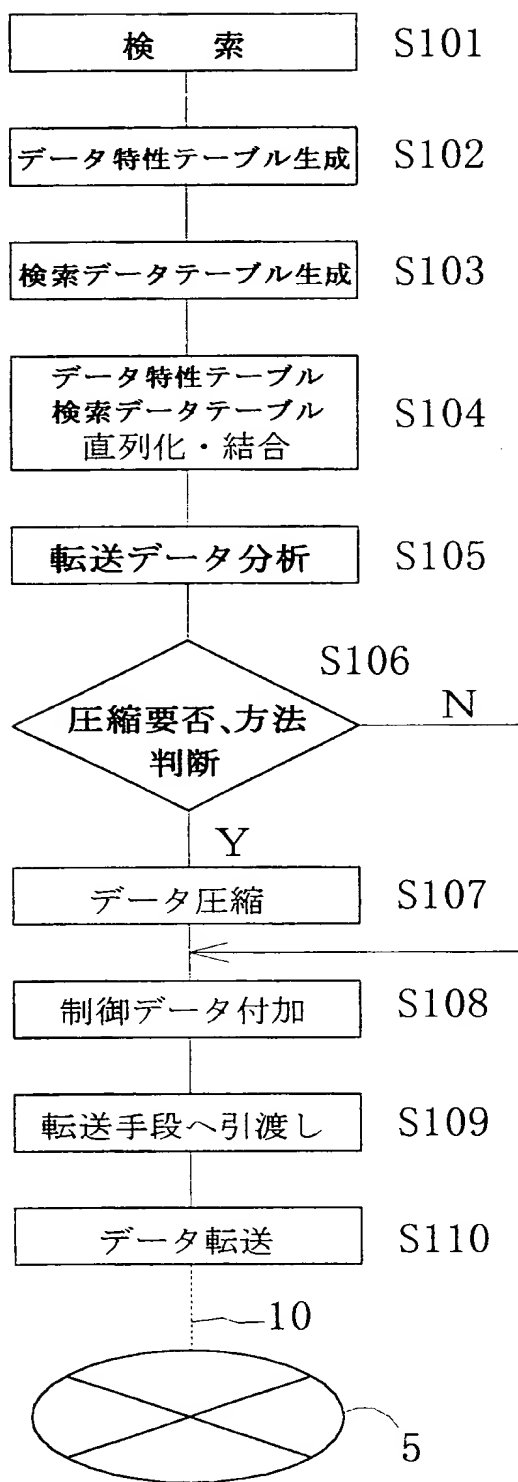 検　索 S101
データ特性テーブル生成 S102
検索データテーブル生成 S103
データ特性テーブル
検索データテーブル S104
直列化・結合
転送データ分析 S105
S106
圧縮要否、方法 N
判断
Y
データ圧縮 S107
制御データ付加 S108
転送手段へ引渡し S109
データ転送 S110
10
5